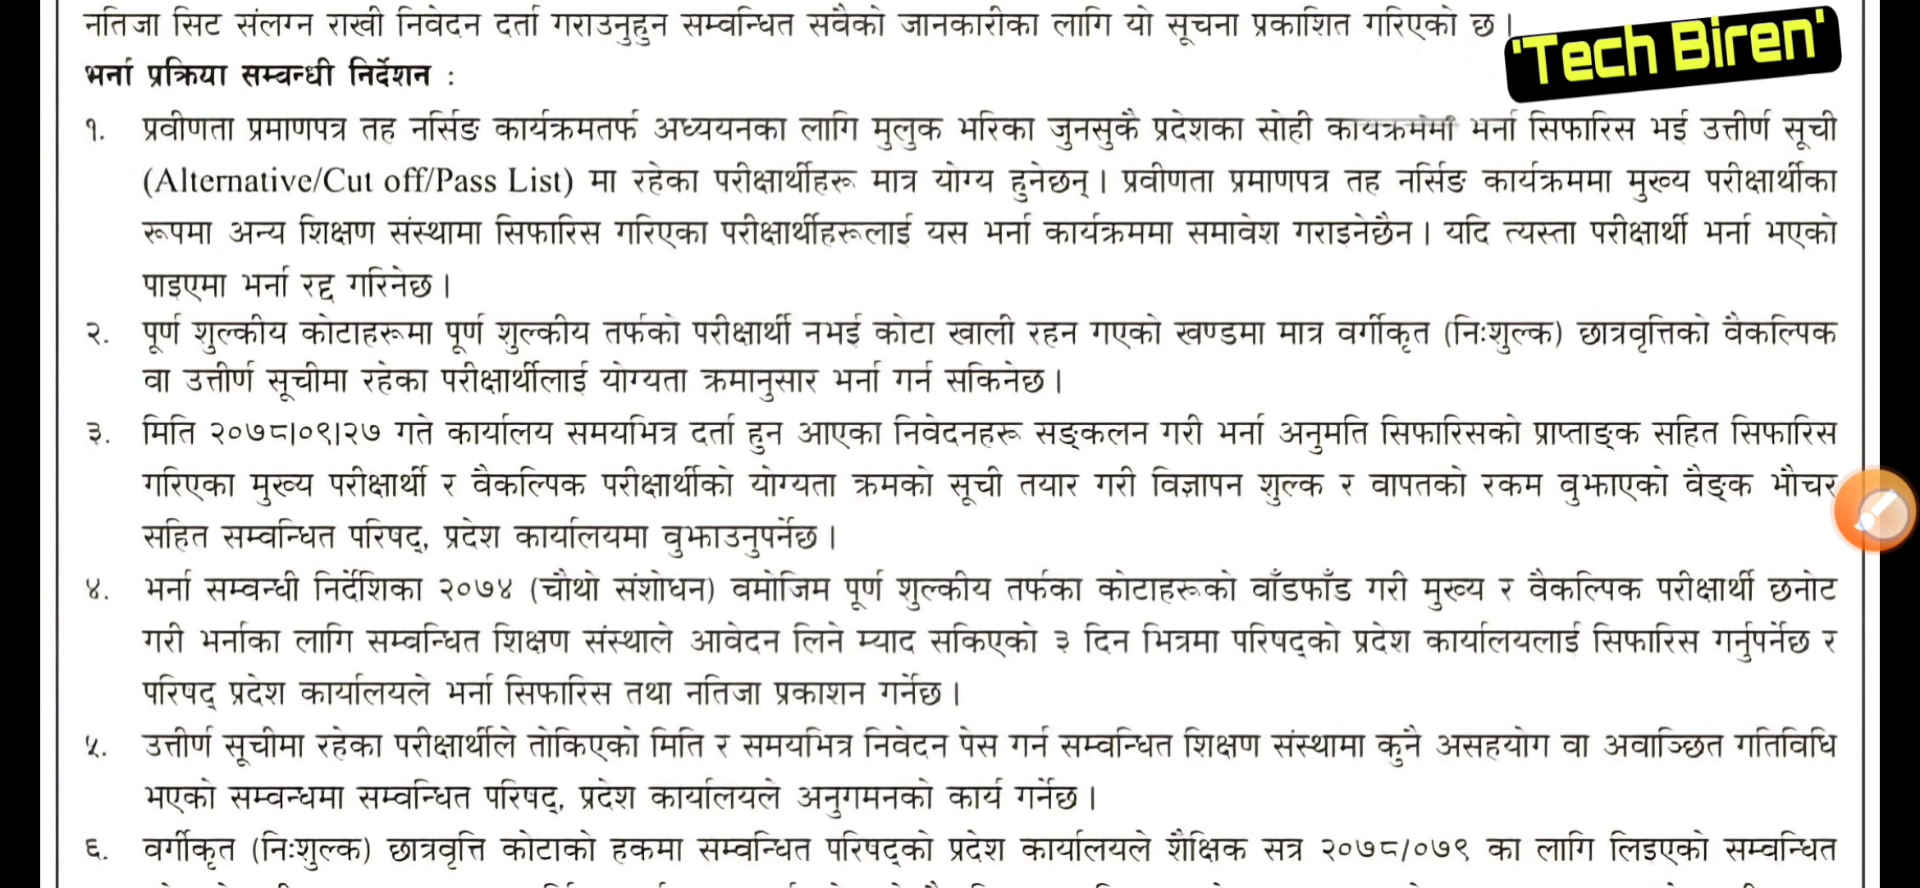 नतिजा सिट संलग्न राखी निवेदन दर्ता गराउनुहुन सम्वन्धित सवैको जानकारीका लागि यो सूचना प्रकाशित गरिएको छ।
'Tech Biren'
भर्ना प्रक्रिया सम्वन्धी निर्देशन :
१. प्रवीणता प्रमाणपत्र तह नर्सिङ कार्यक्रमतर्फ अध्ययनका लागि मुलुक भरिका जुनसुकै प्रदेशका सोही कार्यक्रममा भर्ना सिफारिस भई उत्तीर्ण सूची
(Alternative/Cut off/Pass List) मा रहेका परीक्षार्थीहरू मात्र योग्य हुनेछन्। प्रवीणता प्रमाणपत्र तह नर्सिङ कार्यक्रममा मुख्य परीक्षार्थीका
रूपमा अन्य शिक्षण संस्थामा सिफारिस गरिएका परीक्षार्थीहरूलाई यस भर्ना कार्यक्रममा समावेश गराइनेछैन। यदि त्यस्ता परीक्षार्थी भर्ना भएको
पाइएमा भर्ना रद्द गरिनेछ।
२. पूर्ण शुल्कीय कोटाहरूमा पूर्ण शुल्कीय तर्फको परीक्षार्थी नभई कोटा खाली रहन गएको खण्डमा मात्र वर्गीकृत (निःशुल्क) छात्रवृत्तिको वैकल्पिक
वा उत्तीर्ण सूचीमा रहेका परीक्षार्थीलाई योग्यता क्रमानुसार भर्ना गर्न सकिनेछ।
३. मिति २०७८।०९।२७ गते कार्यालय समयभित्र दर्ता हुन आएका निवेदनहरू सङ्कलन गरी भर्ना अनुमति सिफारिसको प्राप्ताङ्क सहित सिफारिस
गरिएका मुख्य परीक्षार्थी र वैकल्पिक परीक्षार्थीको योग्यता क्रमको सूची तयार गरी विज्ञापन शुल्क र वापतको रकम वुझाएको वैङ्क भौचर
सहित सम्वन्धित परिषद्, प्रदेश कार्यालयमा वुझाउनुपर्नेछ।
४. भर्ना सम्वन्धी निर्देशिका २०७४ (चौथो संशोधन) वमोजिम पूर्ण शुल्कीय तर्फका कोटाहरूको वाँडफाँड गरी मुख्य र वैकल्पिक परीक्षार्थी छनोट
गरी भर्नाका लागि सम्वन्धित शिक्षण संस्थाले आवेदन लिने म्याद सकिएको ३ दिन भित्रमा परिषद्को प्रदेश कार्यालयलाई सिफारिस गर्नुपर्नेछ र
परिषद् प्रदेश कार्यालयले भर्ना सिफारिस तथा नतिजा प्रकाशन गर्नेछ।
५. उत्तीर्ण सूचीमा रहेका परीक्षार्थीले तोकिएको मिति र समयभित्र निवेदन पेस गर्न सम्वन्धित शिक्षण संस्थामा कुनै असहयोग वा अवाञ्छित गतिविधि
भएको सम्वन्धमा सम्वन्धित परिषद्, प्रदेश कार्यालयले अनुगमनको कार्य गर्नेछ।
६. वर्गीकृत (निःशुल्क) छात्रवृत्ति कोटाको हकमा सम्वन्धित परिषद्को प्रदेश कार्यालयले शैक्षिक सत्र २०७८/०७९ का लागि लिइएको सम्वन्धित